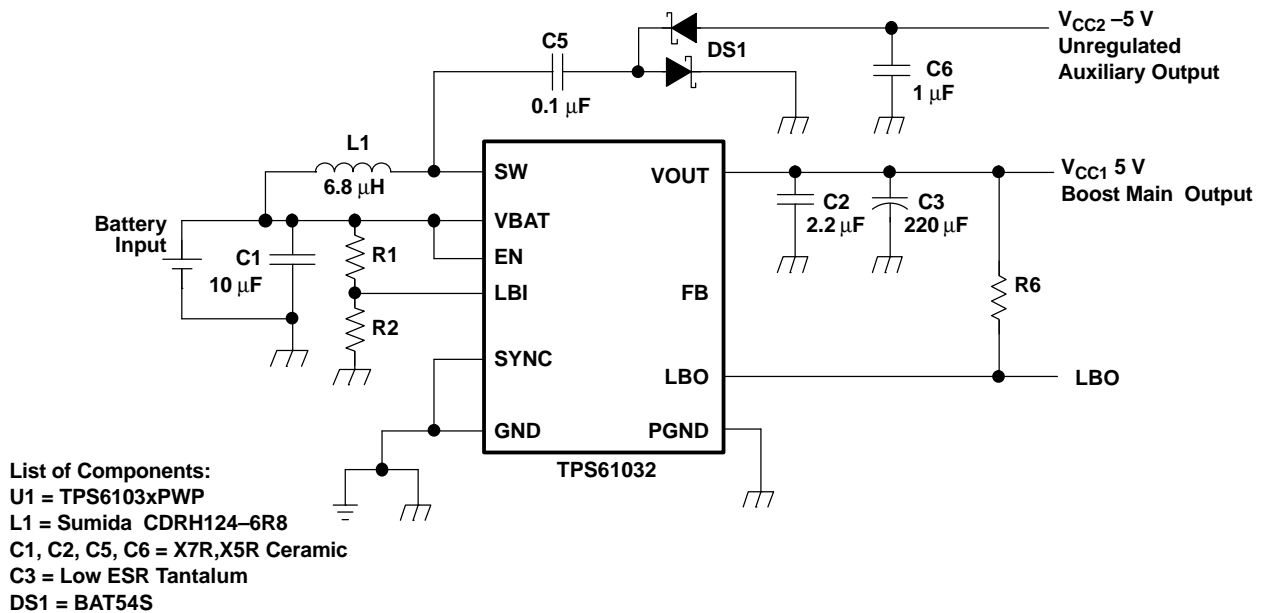 C5
0.1 μF
DS1
C6
1 μF
VCC2 –5 V
Unregulated
Auxiliary Output
L1
6.8 μH
SW
VOUT
C2
2.2 μF
C3
220 μF
VCC1 5 V
Boost Main Output
Battery
Input
C1
10 μF
R1
R2
VBAT
EN
LBI
SYNC
GND
FB
LBO
PGND
R6
LBO
TPS61032
List of Components:
U1 = TPS6103xPWP
L1 = Sumida CDRH124–6R8
C1, C2, C5, C6 = X7R,X5R Ceramic
C3 = Low ESR Tantalum
DS1 = BAT54S